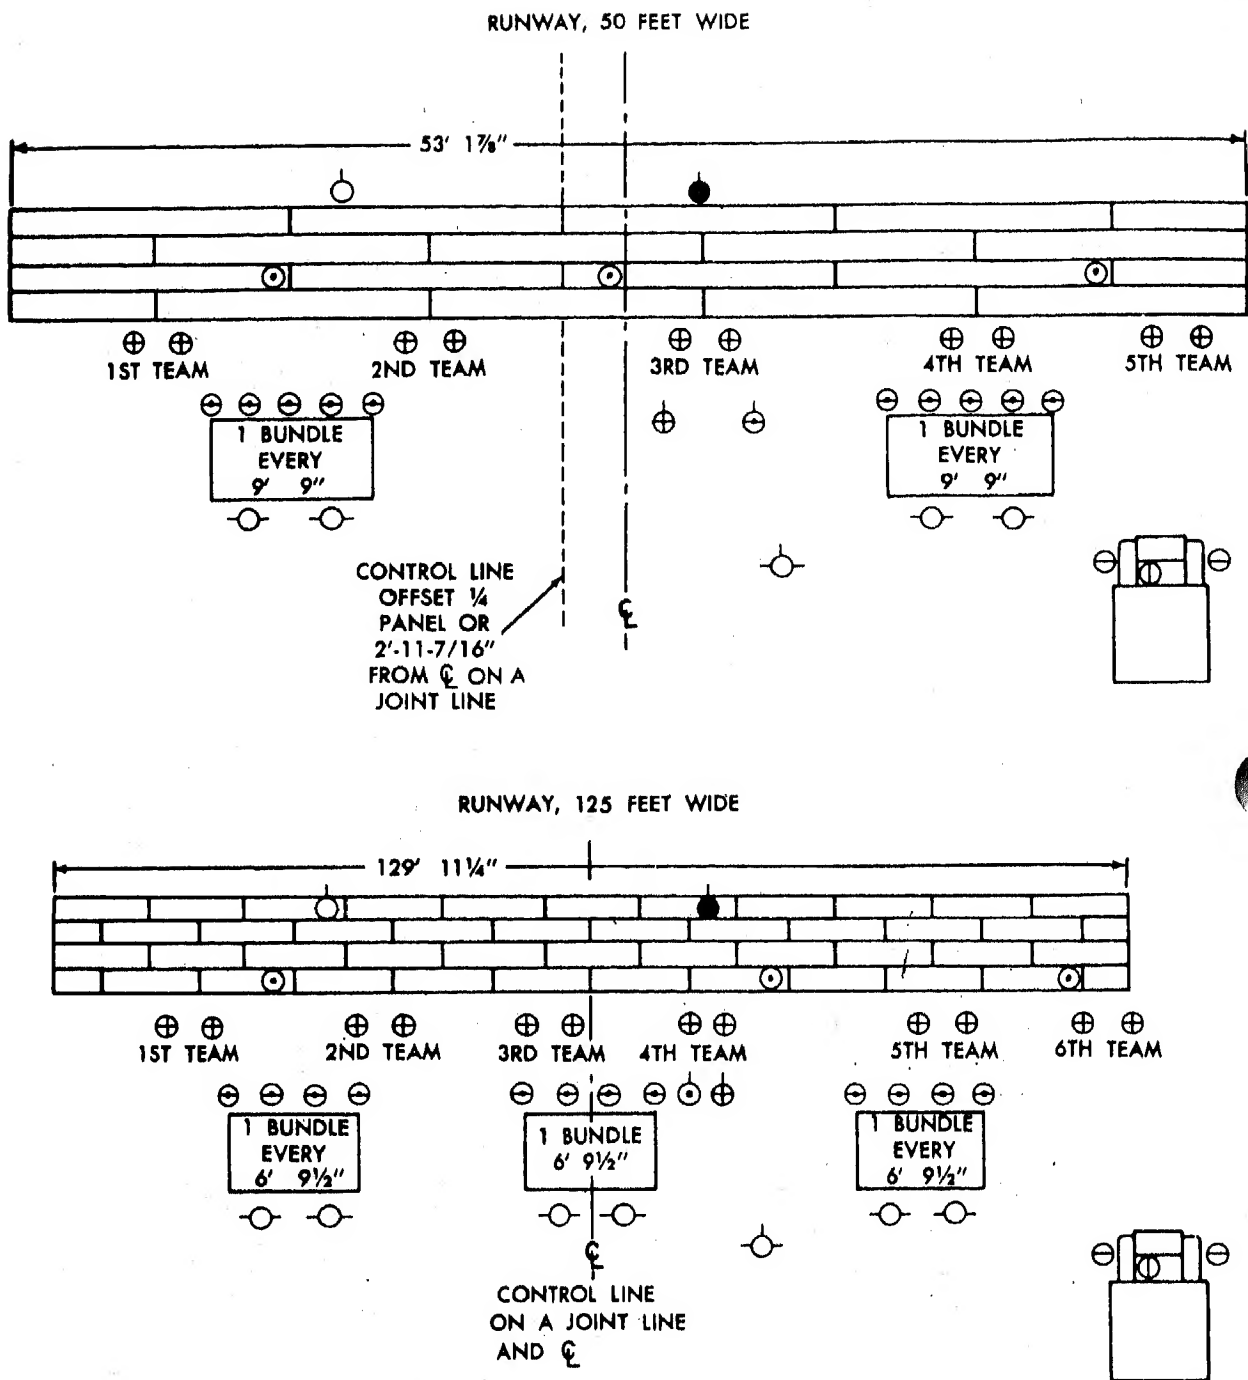 RUNWAY, 50 FEET WIDE
53' 1⅞"
1ST TEAM
2ND TEAM
3RD TEAM
4TH TEAM
5TH TEAM
1 BUNDLE
EVERY
9' 9"
1 BUNDLE
EVERY
9' 9"
CONTROL LINE
OFFSET ¼
PANEL OR
2'-11-7/16"
FROM ℄ ON A
JOINT LINE
℄
RUNWAY, 125 FEET WIDE
129' 11¼"
1ST TEAM
2ND TEAM
3RD TEAM
4TH TEAM
5TH TEAM
6TH TEAM
1 BUNDLE
EVERY
6' 9½"
1 BUNDLE
6' 9½"
1 BUNDLE
EVERY
6' 9½"
℄
CONTROL LINE
ON A JOINT LINE
AND ℄